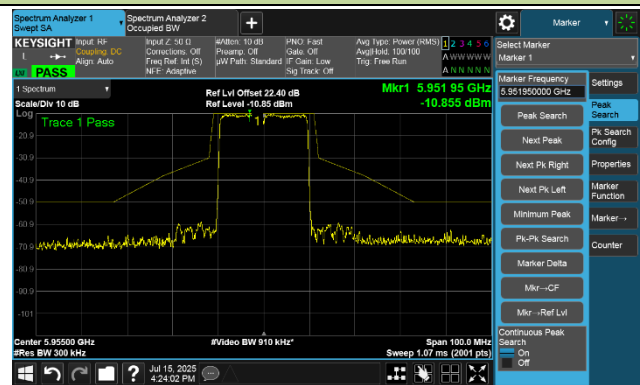 Spectrum Analyzer 1
Swept SA
Spectrum Analyzer 2
Occupied BW
+
Marker
KEYSIGHT
L
LW PASS
Input: RF
Coupling: DC
Align: Auto
Input Z: 50 Ω
Corrections: Off
Freq Ref: Int (S)
NFE: Adaptive
#Atten: 10 dB
Preamp: Off
µW Path: Standard
PNO: Fast
Gate: Off
IF Gain: Low
Sig Track: Off
Avg Type: Power (RMS)
Avg|Hold: 100/100
Trig: Free Run
1 2 3 4 5 6
A W W W W W
A N N N N N
Select Marker
Marker 1
1 Spectrum
Scale/Div 10 dB
Log
Ref Lvl Offset 22.40 dB
Ref Level -10.85 dBm
Mkr1 5.951 95 GHz
-10.855 dBm
Trace 1 Pass
1
-20.9
-30.9
-40.9
-50.9
-60.9
-70.9
-80.9
-90.9
-101
Center 5.95500 GHz
#Res BW 300 kHz
#Video BW 910 kHz*
Span 100.0 MHz
Sweep 1.07 ms (2001 pts)
Marker Frequency
5.951950000 GHz
Peak Search
Next Peak
Next Pk Right
Next Pk Left
Minimum Peak
Pk-Pk Search
Marker Delta
Mkr→CF
Mkr→Ref Lvl
Continuous Peak
Search
On
Off
Settings
Peak
Search
Pk Search
Config
Properties
Marker
Function
Marker→
Counter
?
Jul 15, 2025
4:24:02 PM